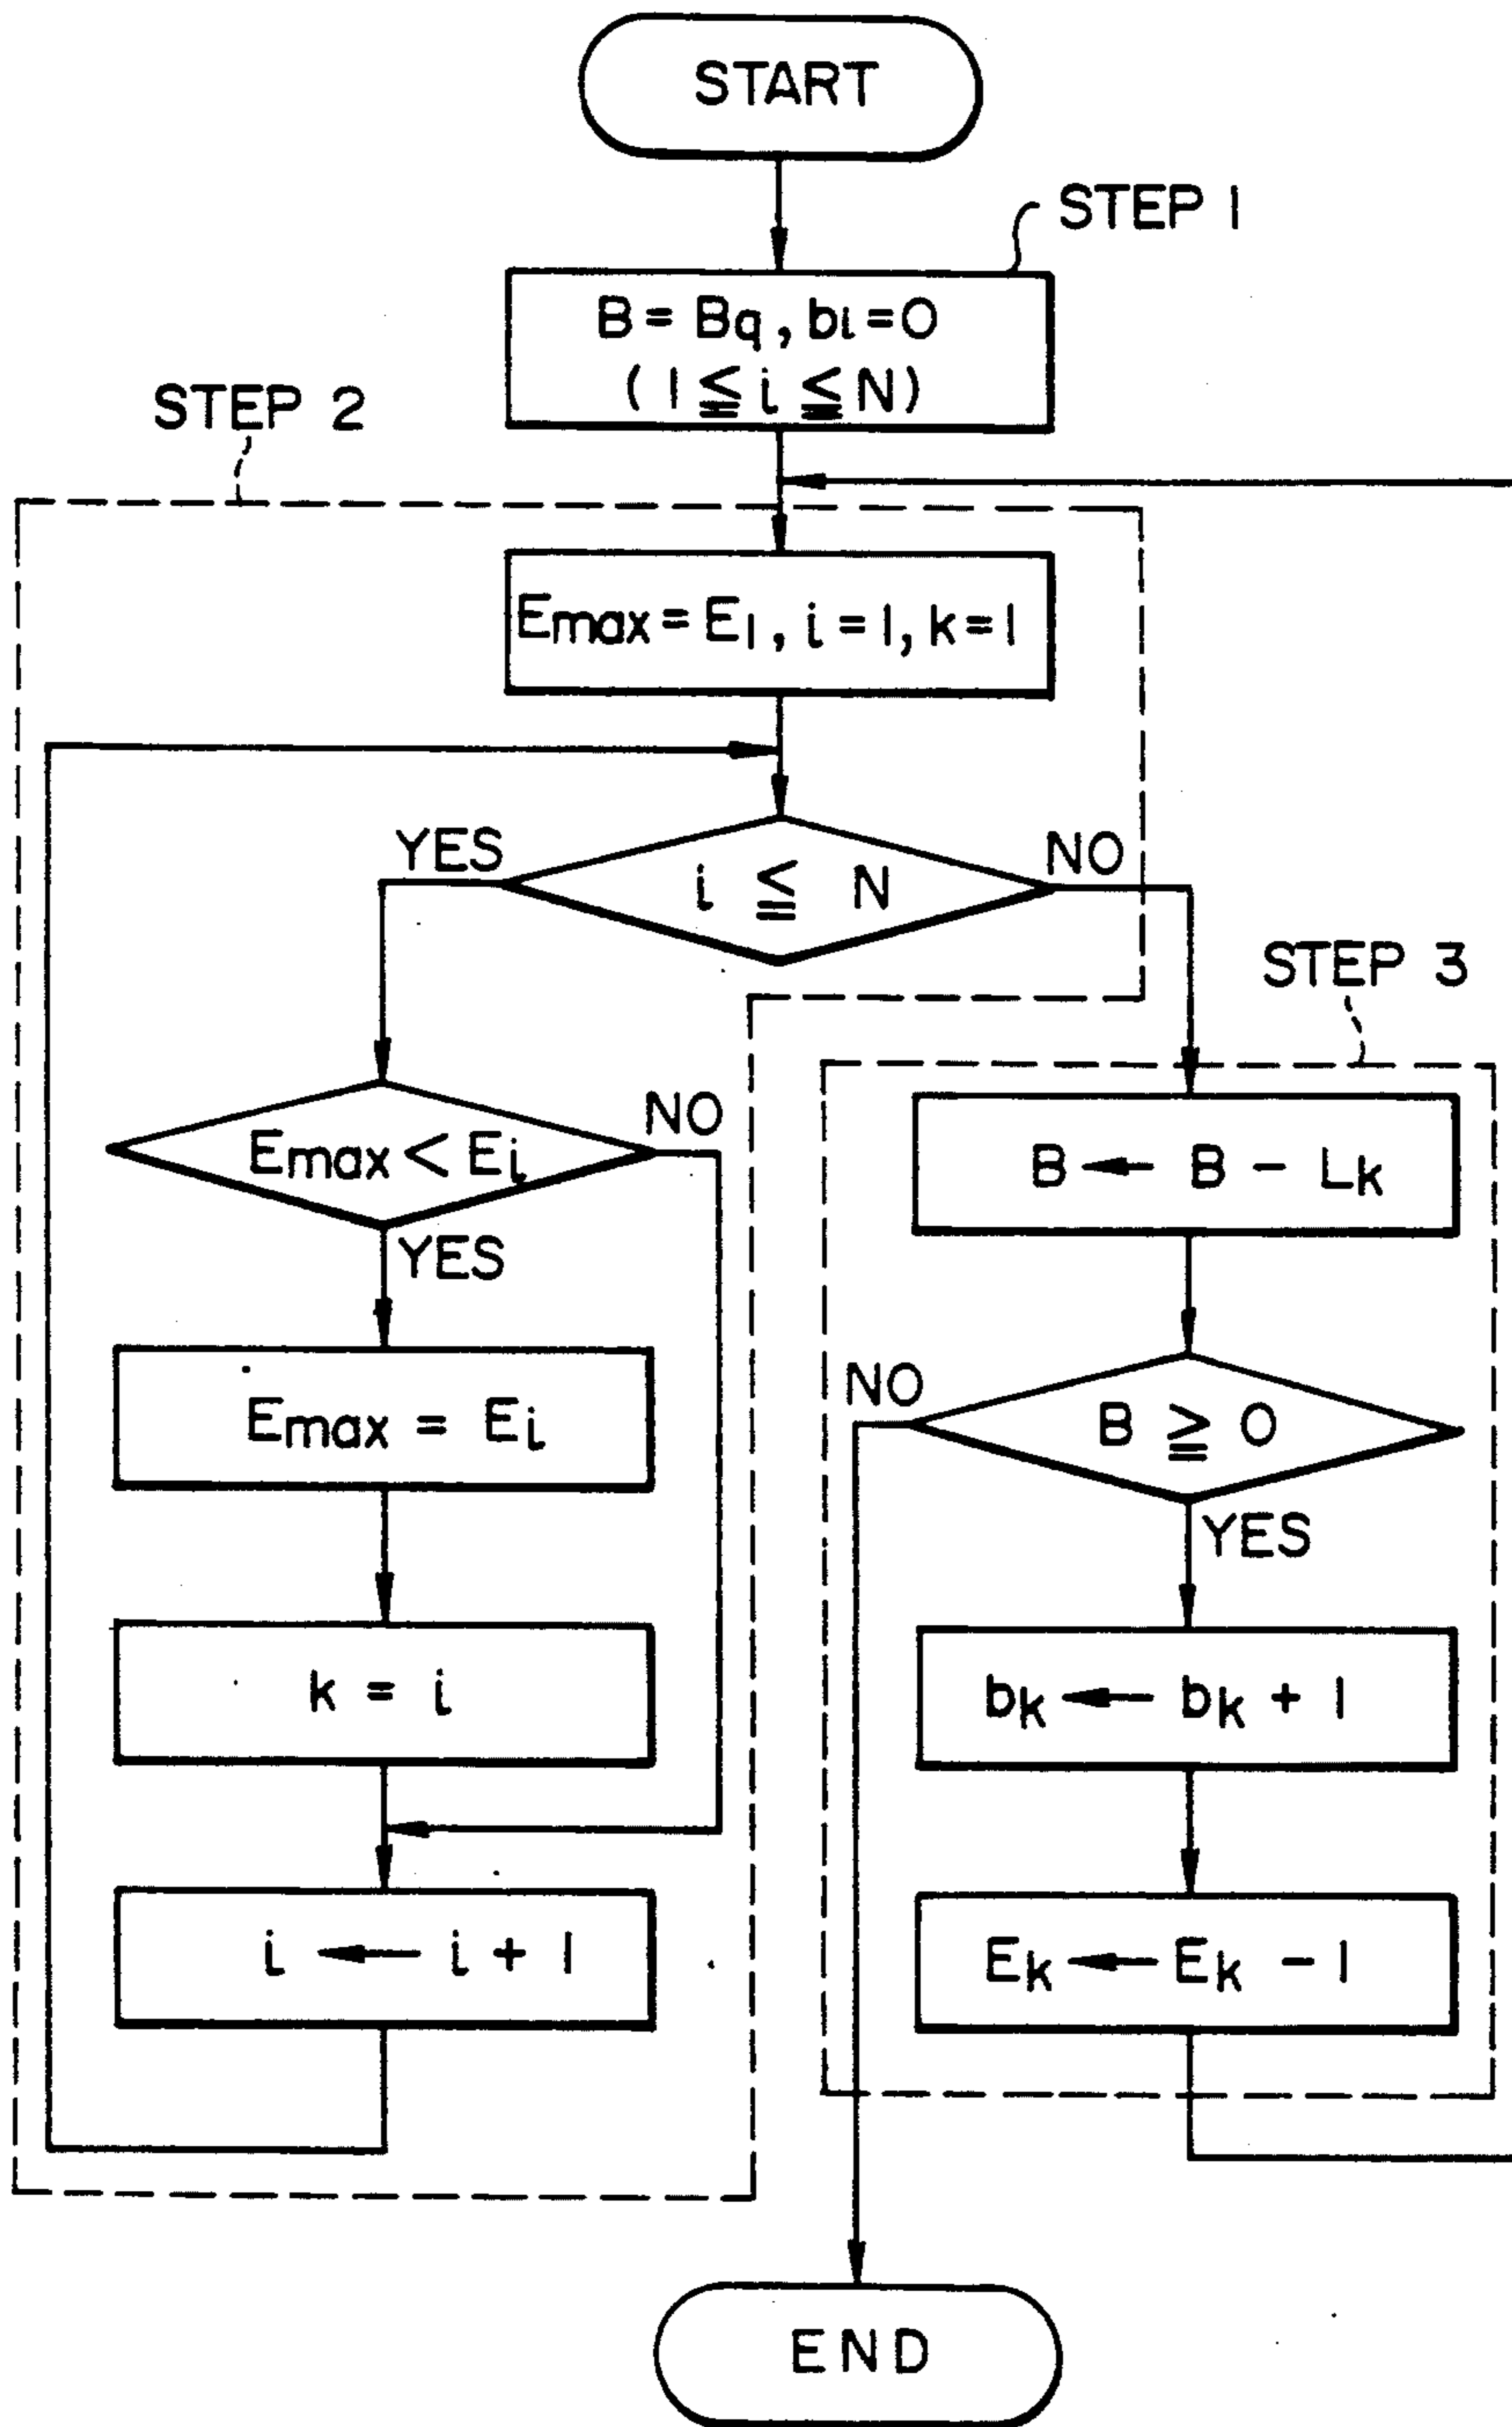 START
STEP 1
B = Bq, bi = 0
(1 ≦ i ≦ N)
STEP 2
Emax = E1, i = 1, k = 1
YES
NO
i ≦ N
STEP 3
Emax < Ei
NO
YES
B ← B - Lk
Emax = Ei
NO
B ≧ 0
YES
k = i
bk ← bk + 1
i ← i + 1
Ek ← Ek - 1
END